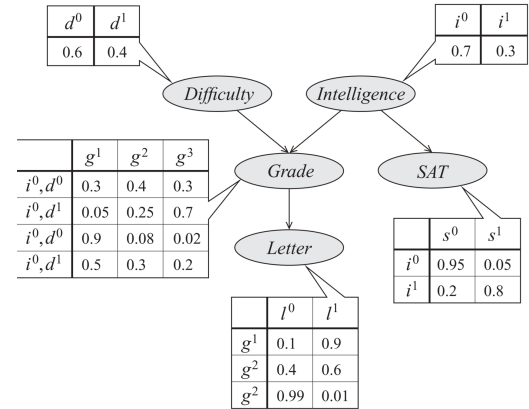 d⁰ d¹
0.6 0.4
i⁰ i¹
0.7 0.3
Difficulty
Intelligence
g¹ g² g³
i⁰,d⁰ 0.3 0.4 0.3
i⁰,d¹ 0.05 0.25 0.7
i⁰,d⁰ 0.9 0.08 0.02
i⁰,d¹ 0.5 0.3 0.2
Grade
SAT
Letter
s⁰ s¹
i⁰ 0.95 0.05
i¹ 0.2 0.8
l⁰ l¹
g¹ 0.1 0.9
g² 0.4 0.6
g² 0.99 0.01